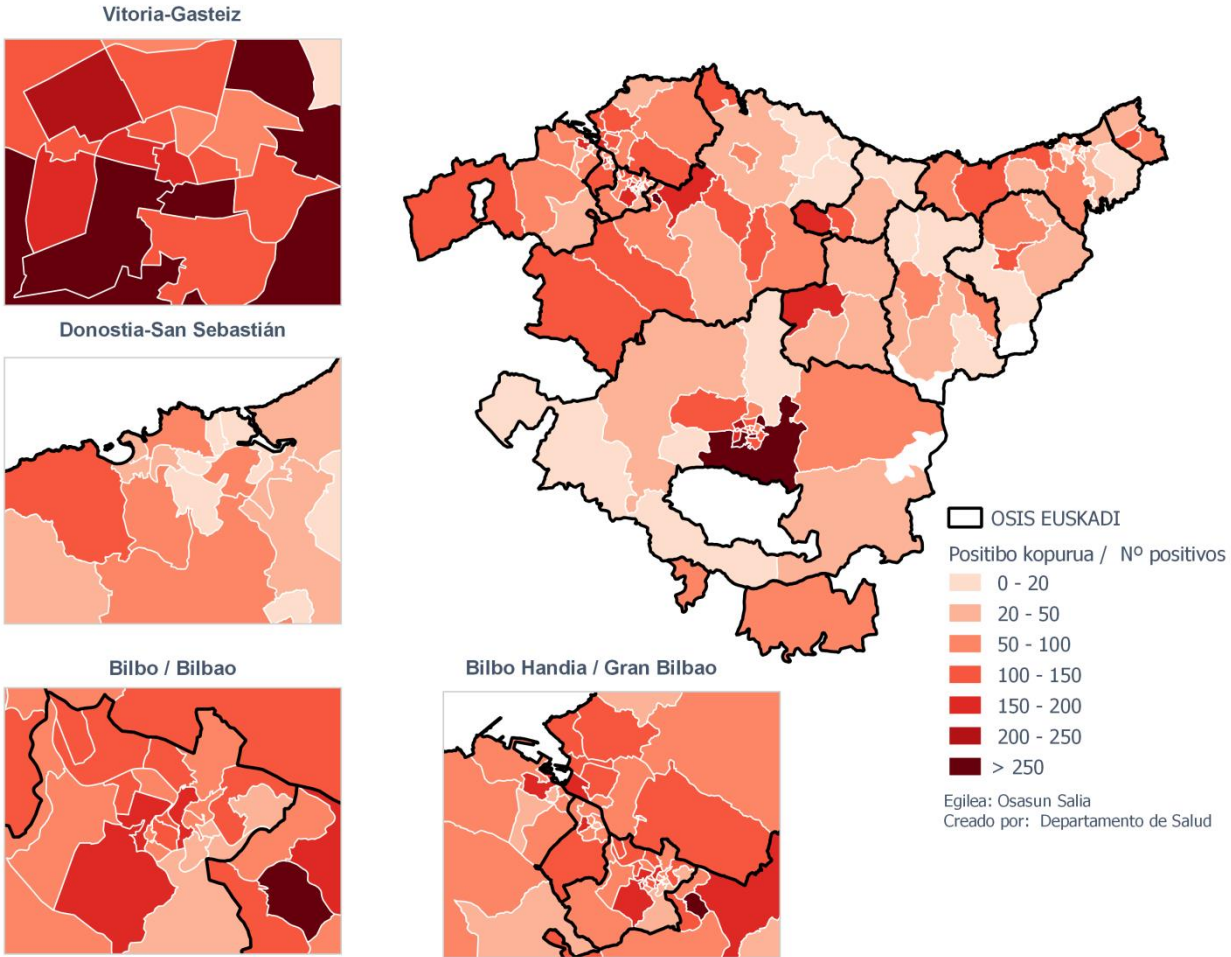 Vitoria-Gasteiz
Donostia-San Sebastián
Bilbo / Bilbao
Bilbo Handia / Gran Bilbao
OSIS EUSKADI
Positibo kopurua / Nº positivos
0 - 20
20 - 50
50 - 100
100 - 150
150 - 200
200 - 250
> 250
Egilea: Osasun Salia
Creado por: Departamento de Salud